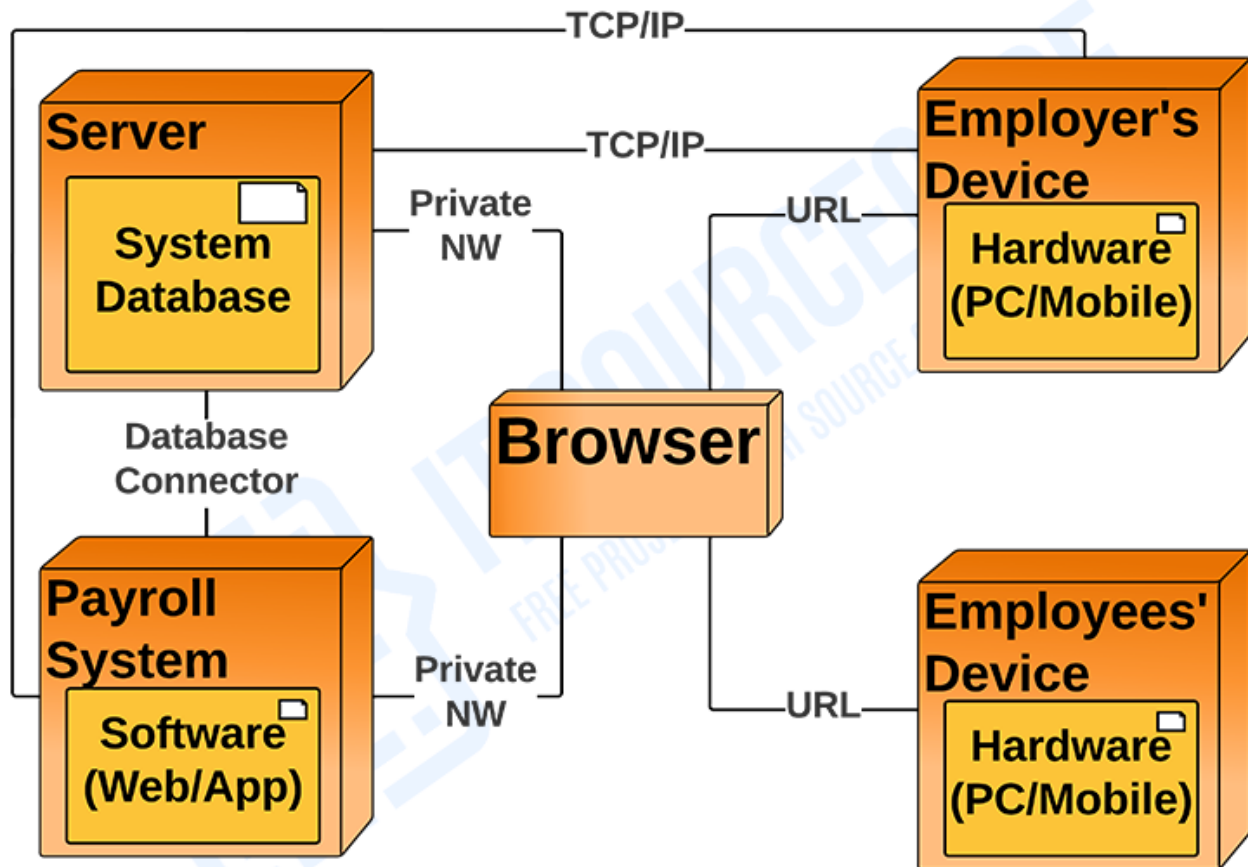 TCP/IP
Server
System
Database
TCP/IP
Employer's
Device
Hardware
(PC/Mobile)
Private
NW
URL
Browser
Database
Connector
Payroll
System
Software
(Web/App)
Private
NW
URL
Employees'
Device
Hardware
(PC/Mobile)